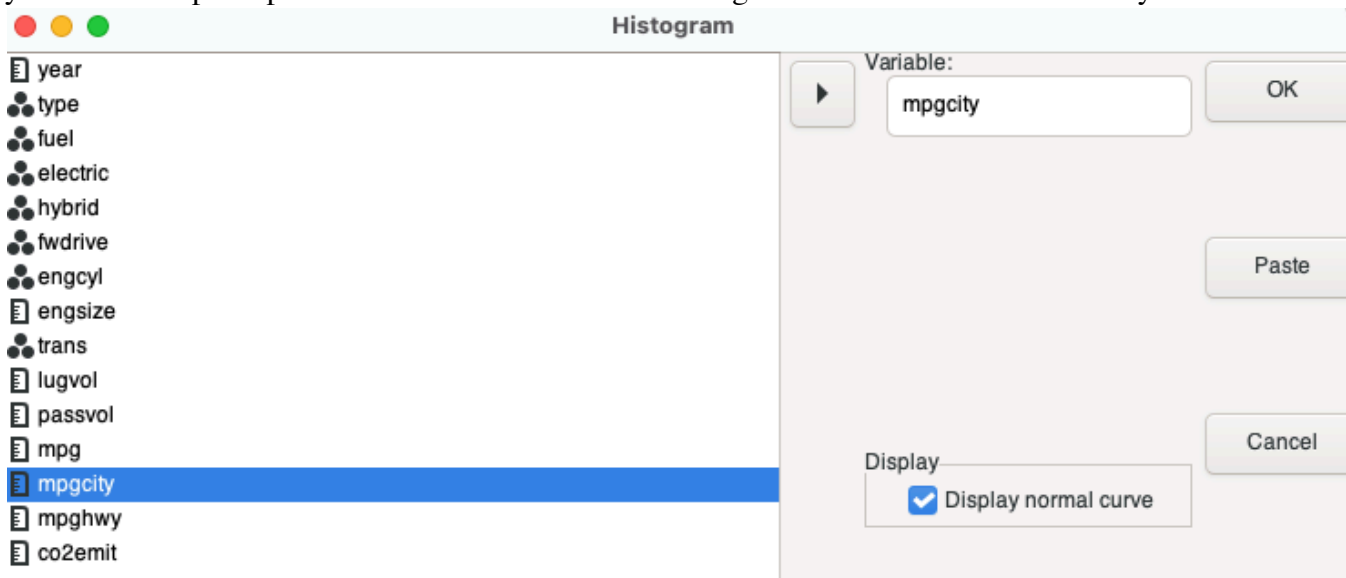 Histogram
year
type
fuel
electric
hybrid
fwdrive
engcyl
engsize
trans
lugvol
passvol
mpg
mpgcity
mpghwy
co2emit
Variable:
mpgcity
OK
Paste
Cancel
Display
Display normal curve